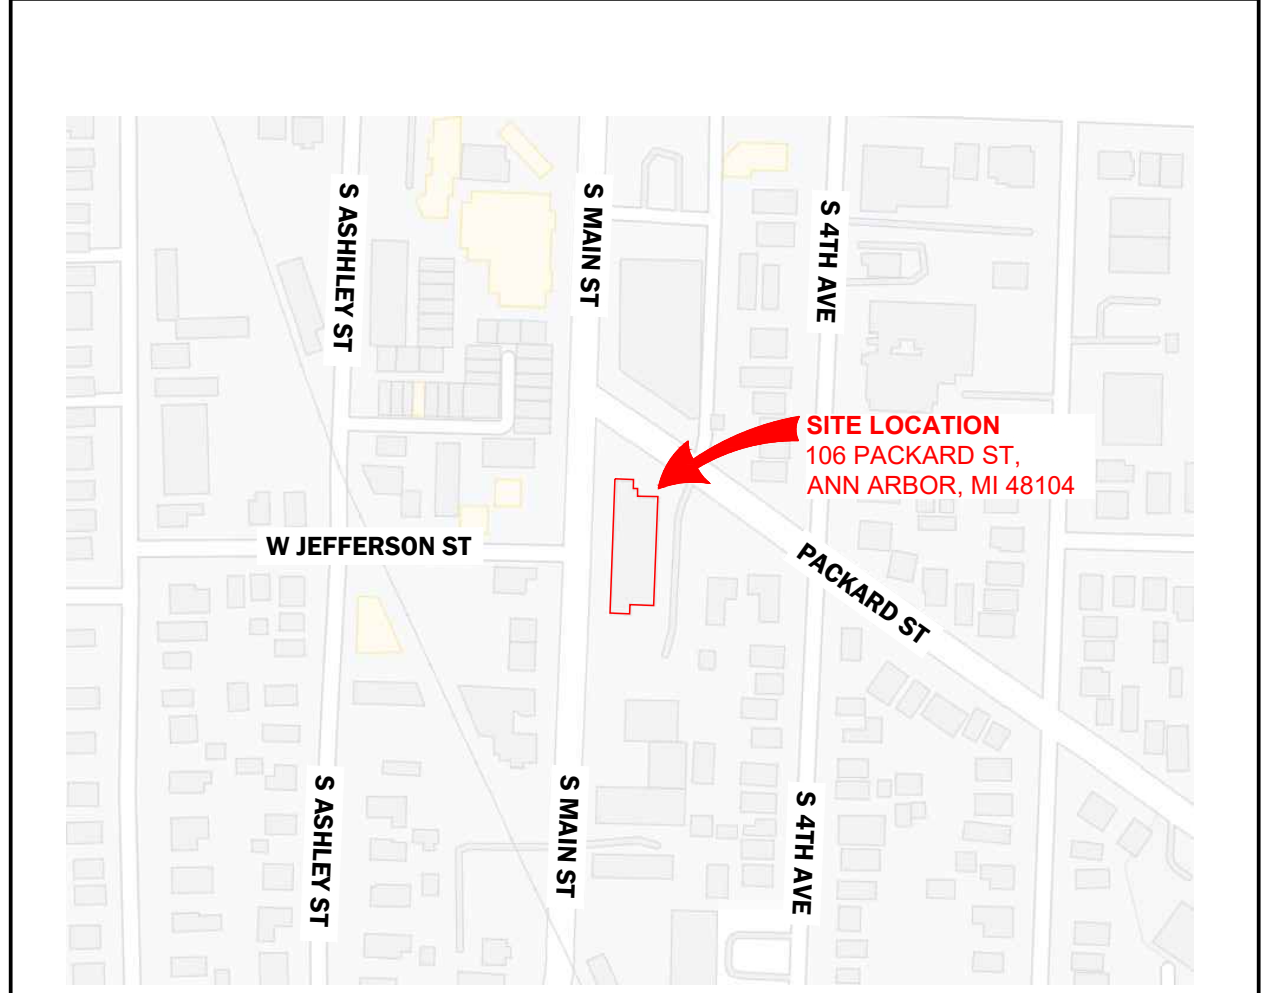 S ASHHLEY ST
S MAIN ST
S 4TH AVE
SITE LOCATION
106 PACKARD ST,
ANN ARBOR, MI 48104
W JEFFERSON ST
PACKARD ST
S ASHLEY ST
S MAIN ST
S 4TH AVE